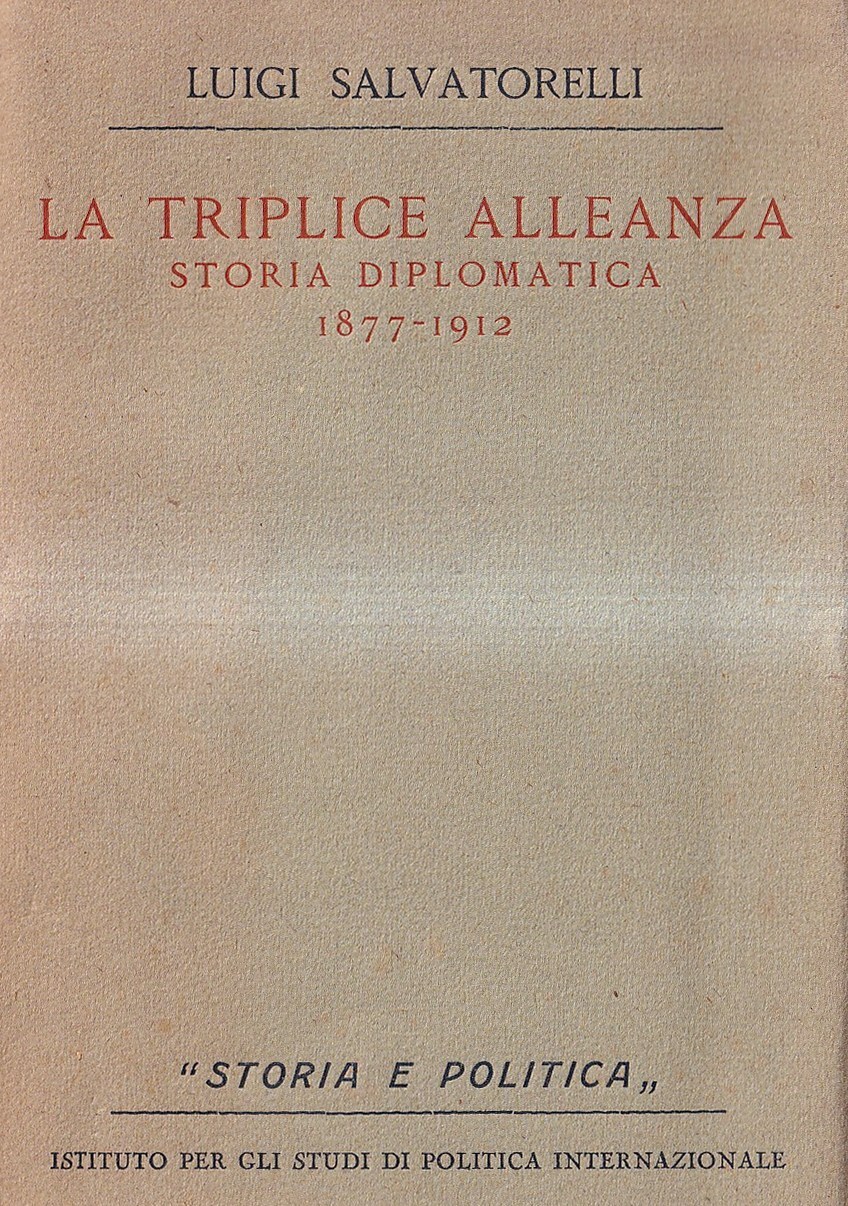 LUIGI SALVATORELLI
LA TRIPLICE ALLEANZA
STORIA DIPLOMATICA
1877-1912
"STORIA E POLITICA„
ISTITUTO PER GLI STUDI DI POLITICA INTERNAZIONALE